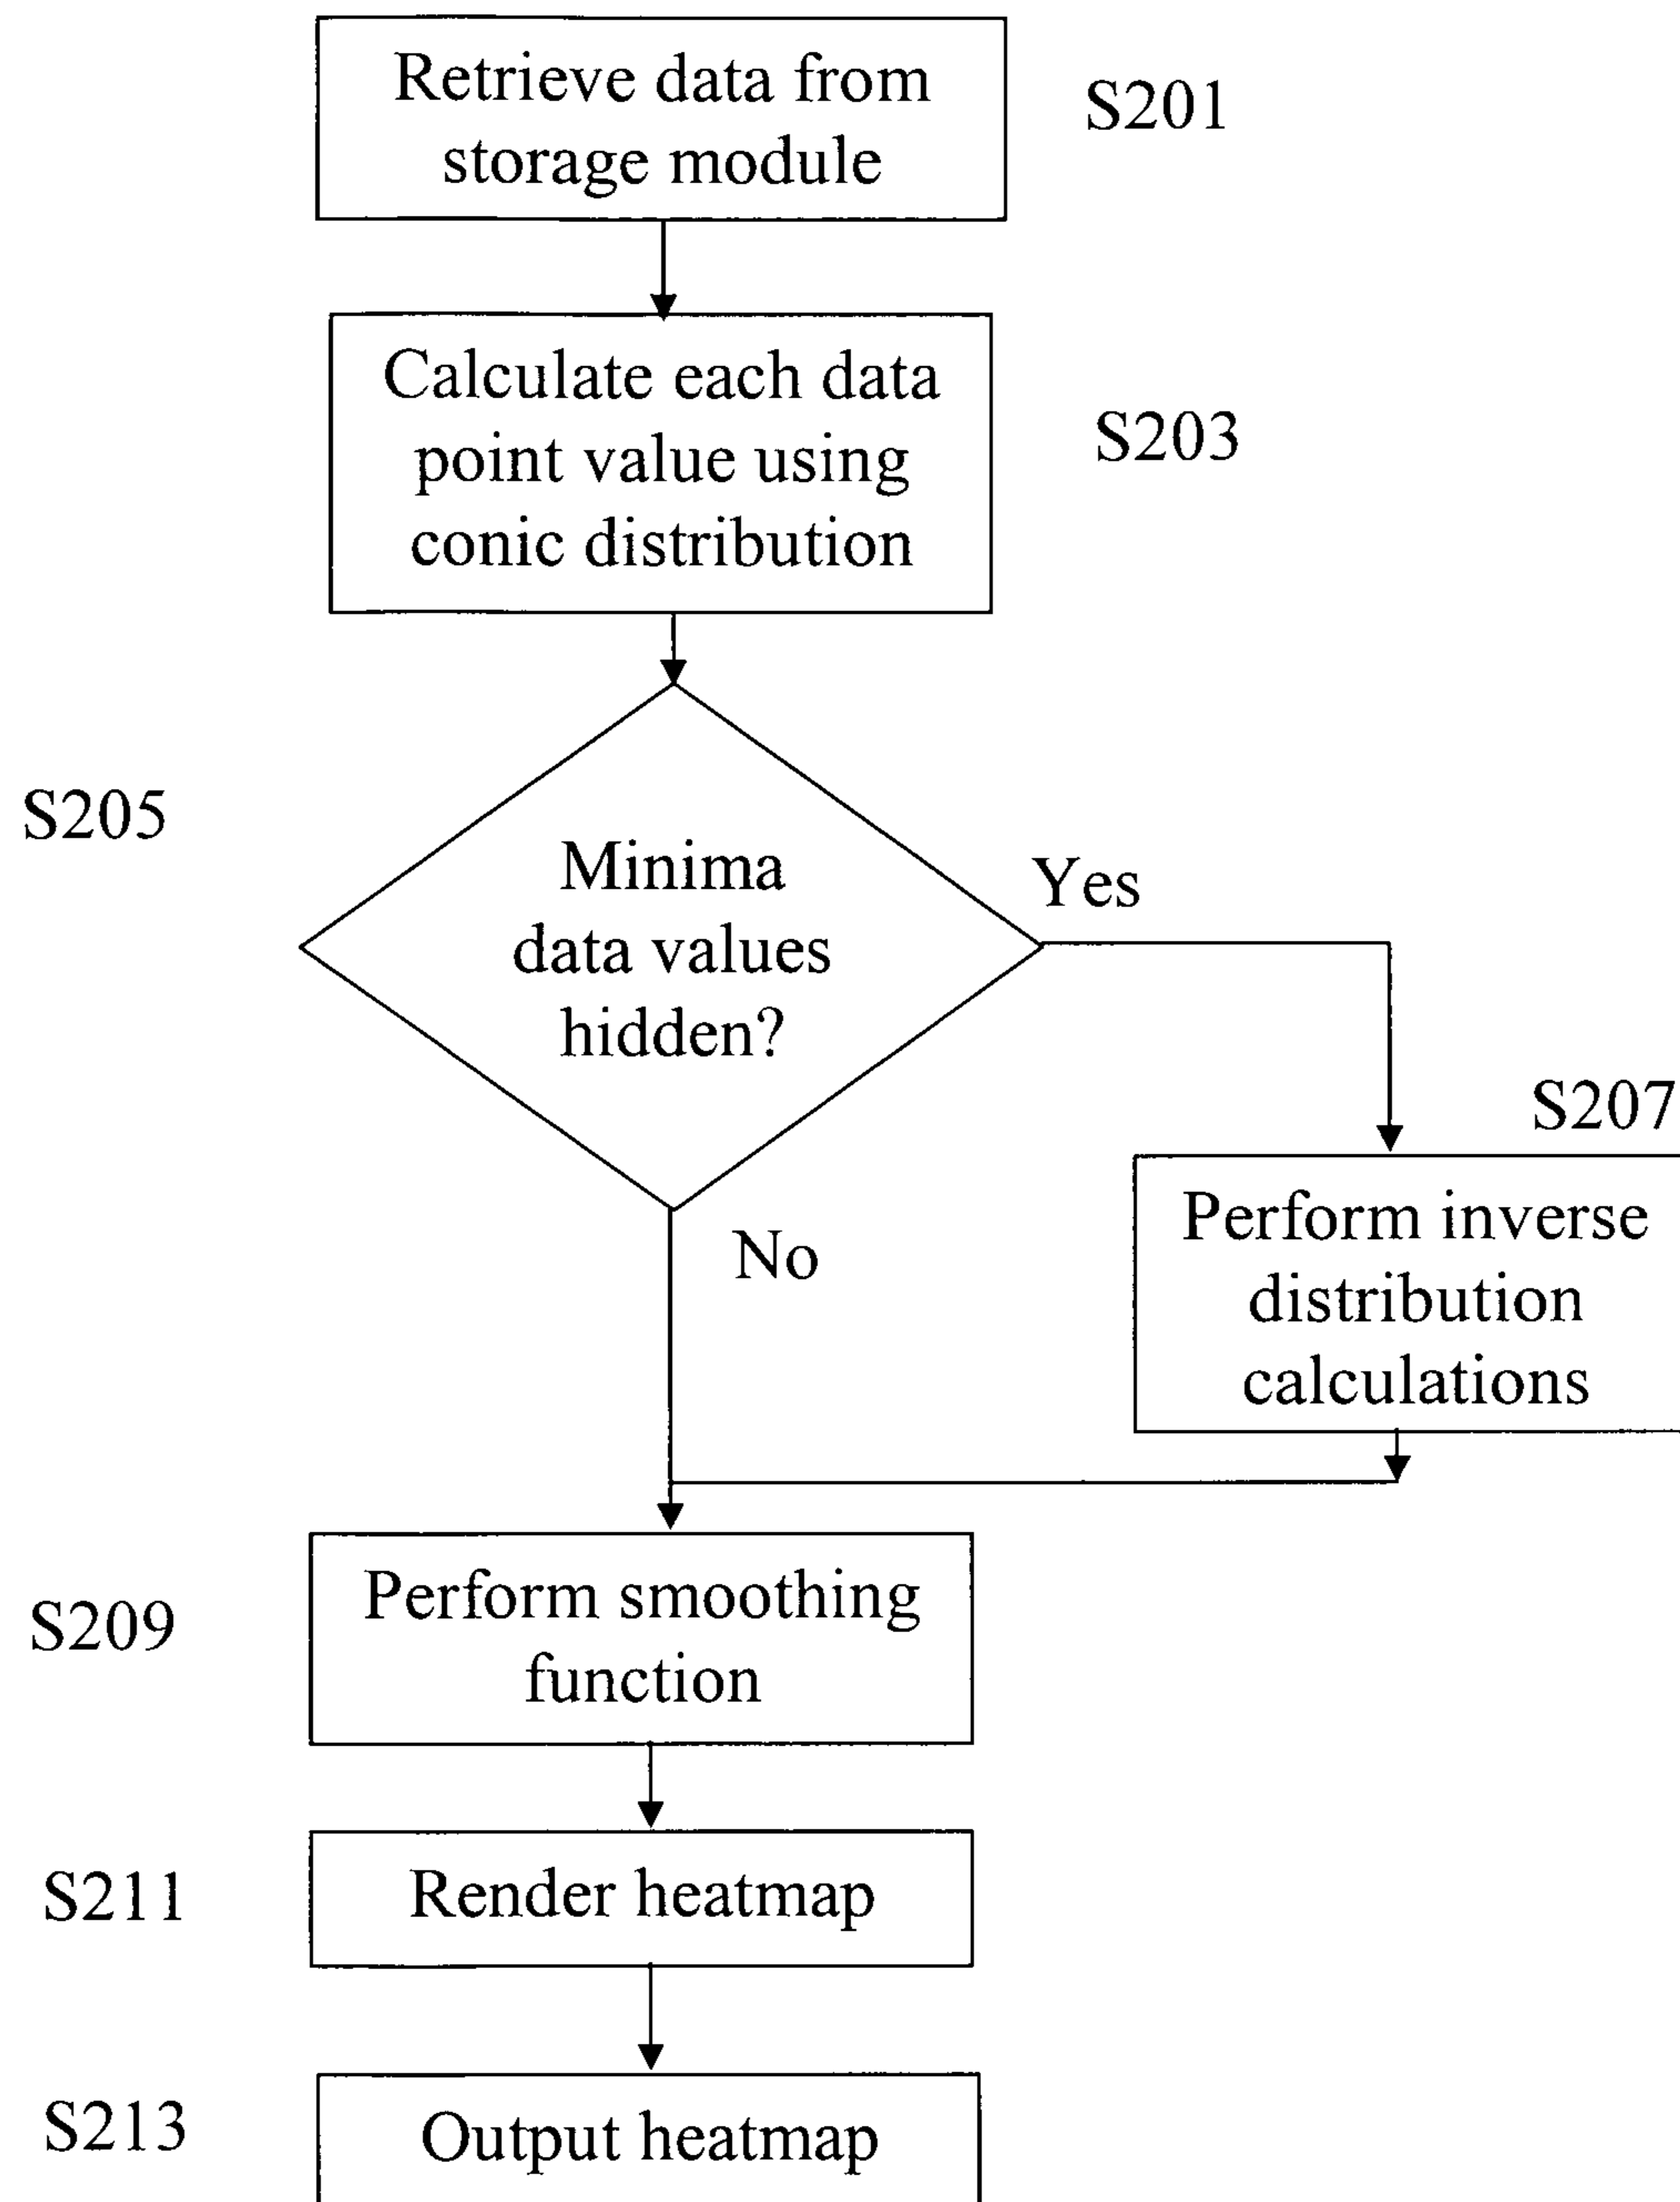 Retrieve data from
storage module
S201
Calculate each data
point value using
conic distribution
S203
S205
Minima
data values
hidden?
Yes
No
S207
Perform inverse
distribution
calculations
S209
Perform smoothing
function
S211
Render heatmap
S213
Output heatmap